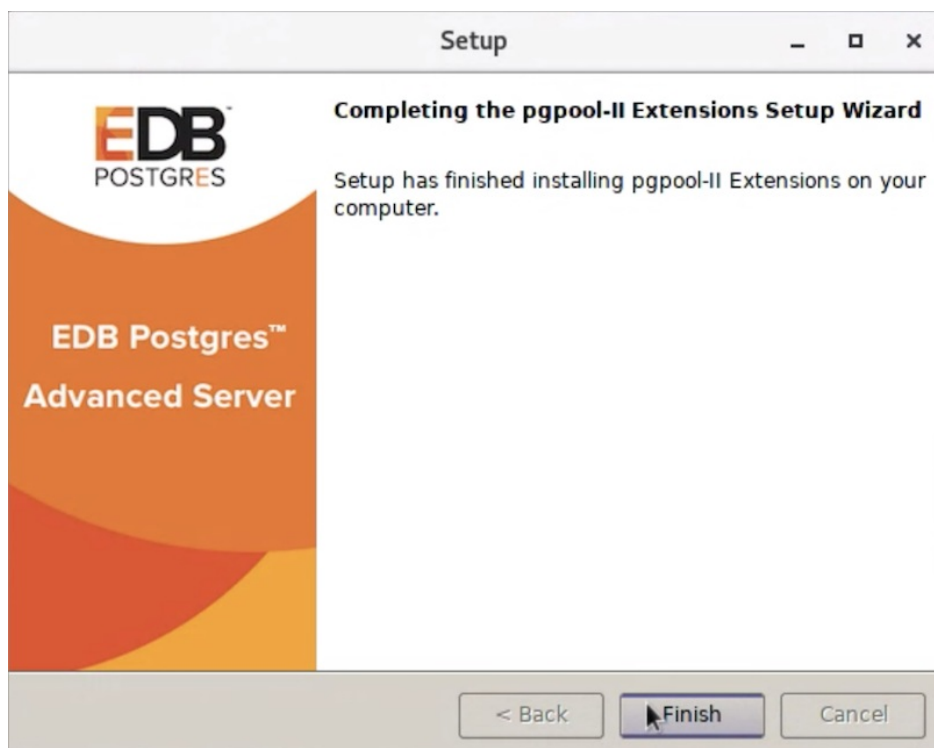 Setup
EDB™
POSTGRES
EDB Postgres™
Advanced Server
Completing the pgpool-II Extensions Setup Wizard
Setup has finished installing pgpool-II Extensions on your
computer.
< Back
Finish
Cancel